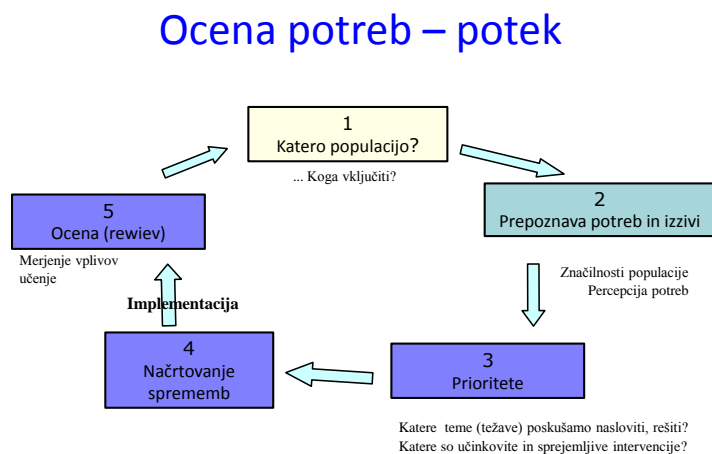 Ocena potreb – potek
1
Katero populacijo?
... Koga vključiti?
2
Prepoznava potreb in izzivi
Značilnosti populacije
Percepcija potreb
3
Prioritete
Katere teme (težave) poskušamo nasloviti, rešiti?
Katere so učinkovite in sprejemljive intervencije?
4
Načrtovanje
sprememb
Implementacija
5
Ocena (rewiev)
Merjenje vplivov
učenje